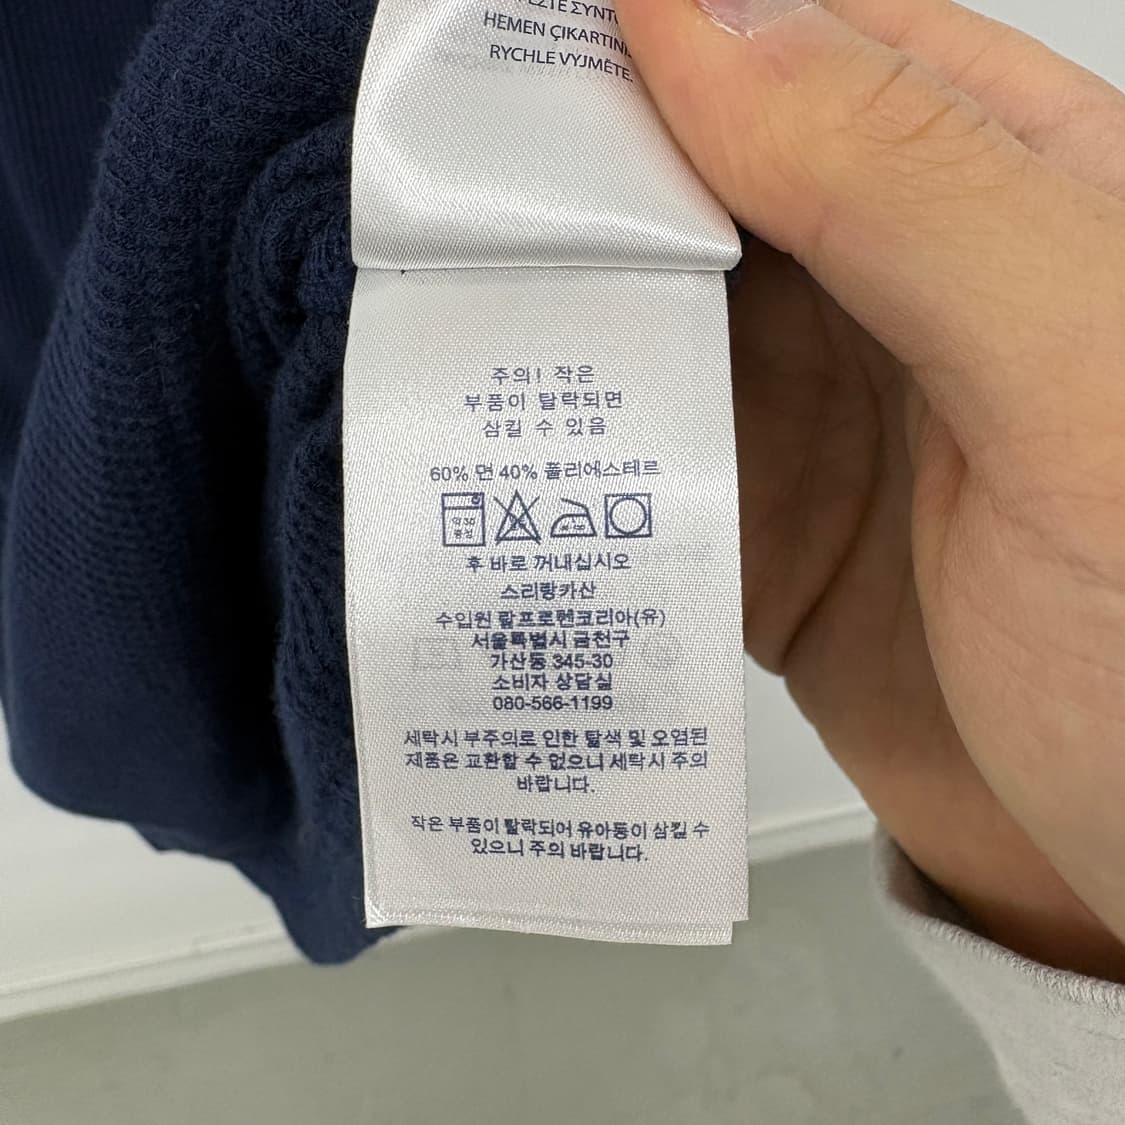 HEMEN ÇIKARTIN
RYCHLE VYJMĚTE.
주의! 작은
부품이 탈락되면
삼킬 수 있음
60% 면 40% 폴리에스테르
약 30
중성
후 바로 꺼내십시오
스리랑카산
수입원 랄프로렌코리아(유)
서울특별시 금천구
가산동 345-30
소비자 상담실
080-566-1199
세탁시 부주의로 인한 탈색 및 오염된
제품은 교환할 수 없으니 세탁시 주의
바랍니다.
작은 부품이 탈락되어 유아등이 삼킬 수
있으니 주의 바랍니다.